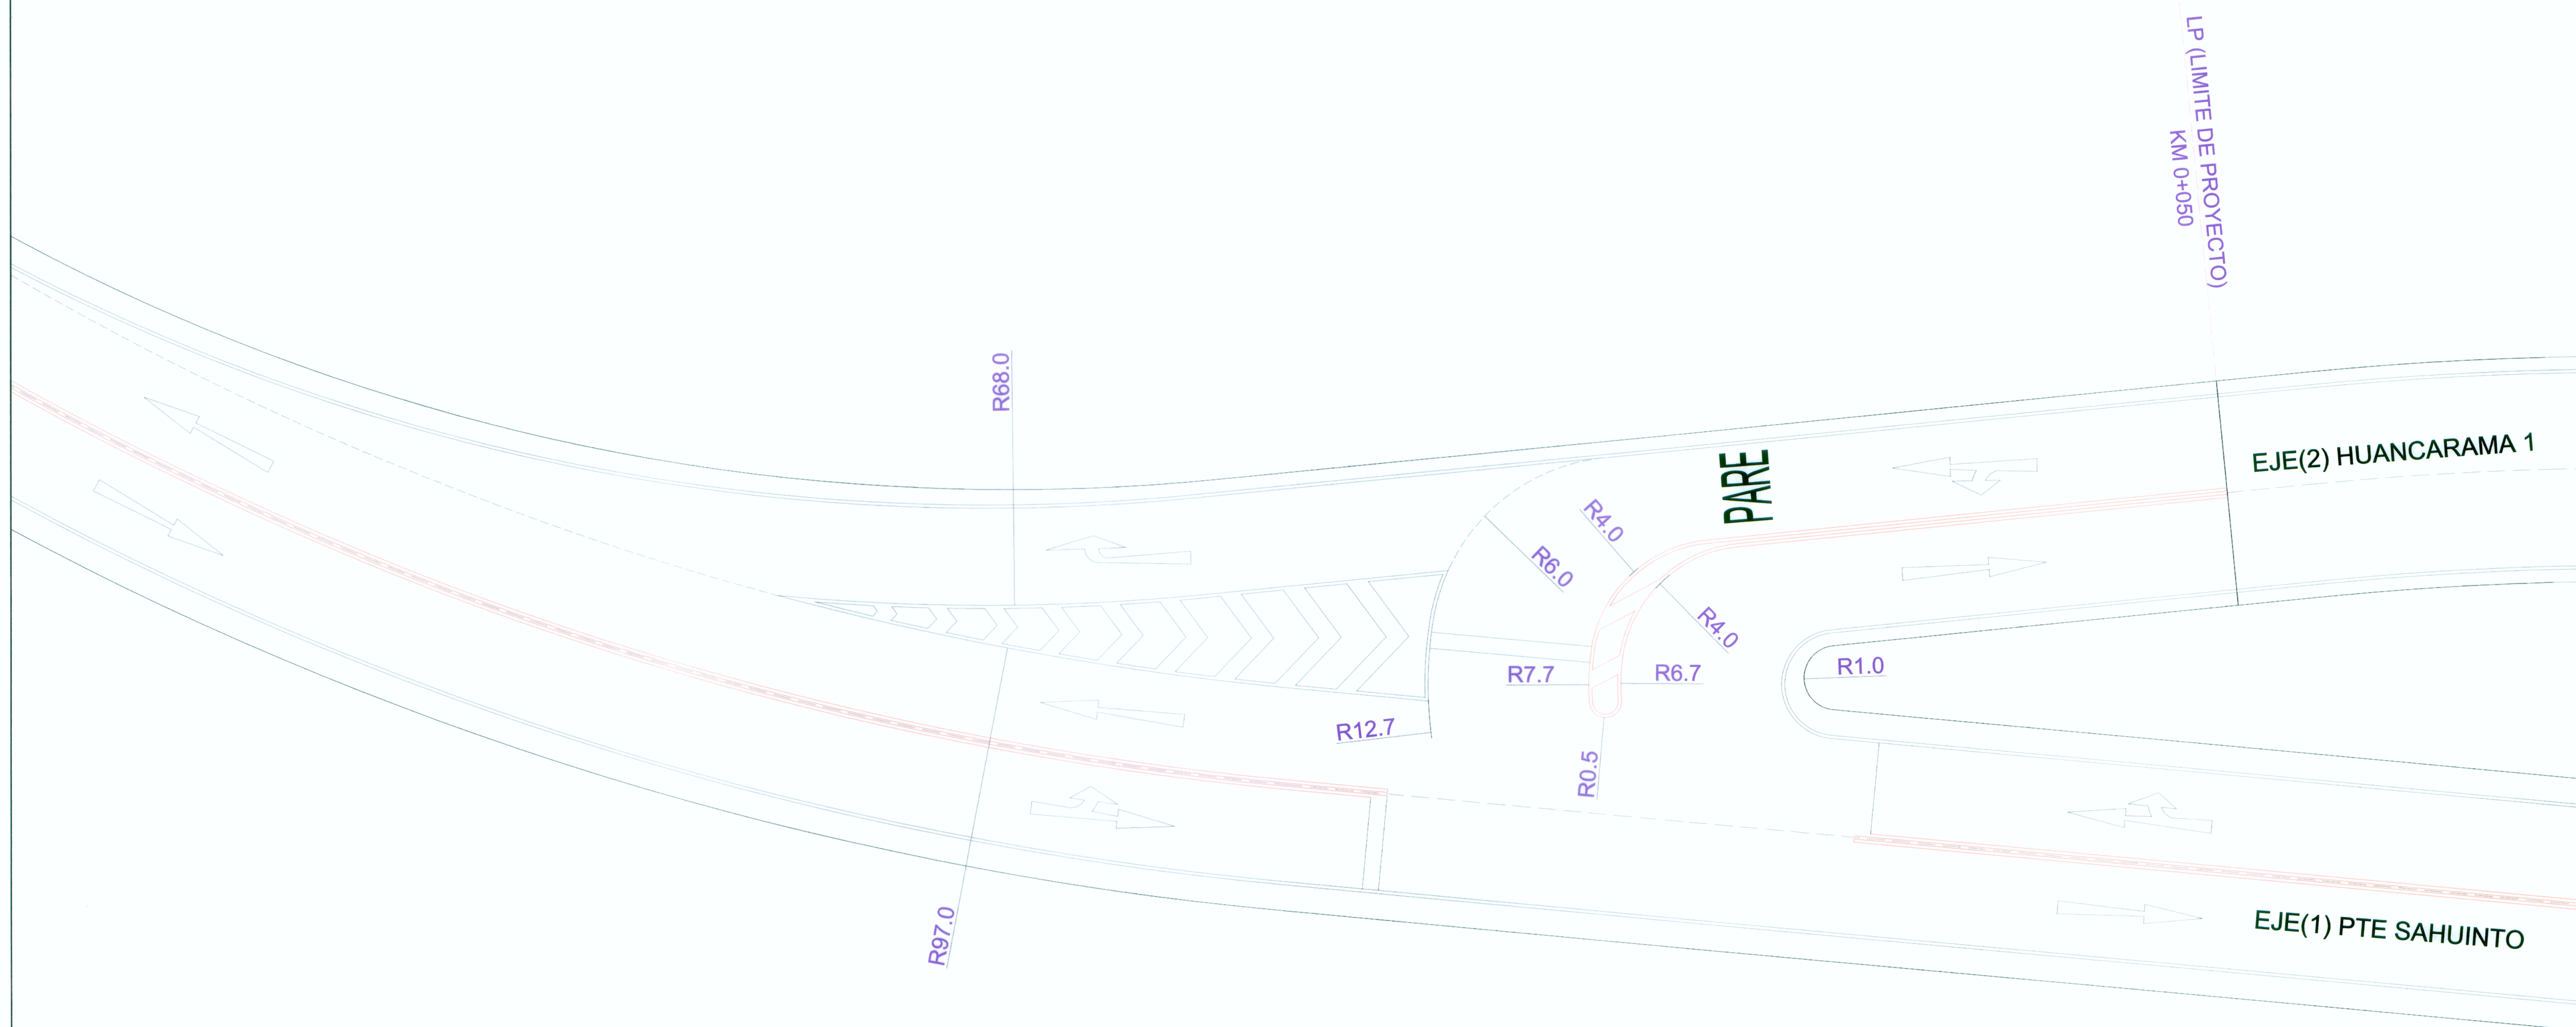 LP (LIMITE DE PROYECTO)
KM 0+050
R68.0
EJE(2) HUANCARAMA 1
PARE
R4.0
R6.0
R4.0
R7.7
R6.7
R1.0
R12.7
R0.5
R97.0
EJE(1) PTE SAHUINTO